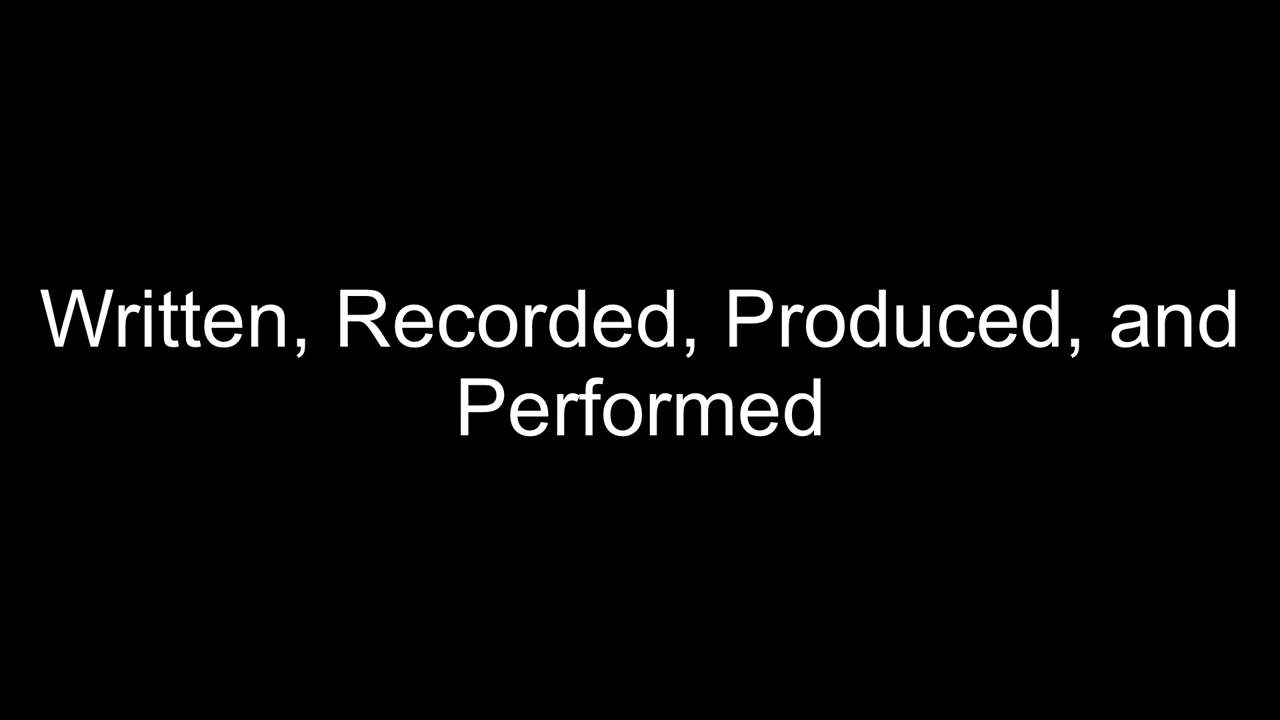 Written, Recorded, Produced, and
Performed